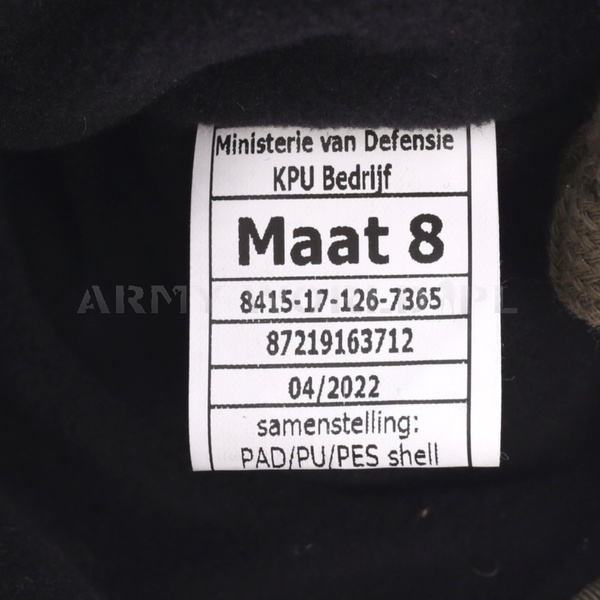 Ministerie van Defensie
KPU Bedrijf
Maat 8
8415-17-126-7365
87219163712
04/2022
samenstelling:
PAD/PU/PES shell